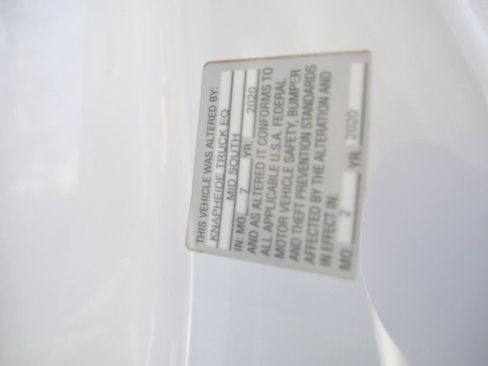 THIS VEHICLE WAS ALTERED BY:
KNAPHEIDE TRUCK EQ
MID SOUTH
IN: MO. 7 YR. 2020
AND AS ALTERED IT CONFORMS TO
ALL APPLICABLE U.S.A. FEDERAL
MOTOR VEHICLE SAFETY, BUMPER
AND THEFT PREVENTION STANDARDS
AFFECTED BY THE ALTERATION AND
IN EFFECT IN:
MO. 2 YR. 2020